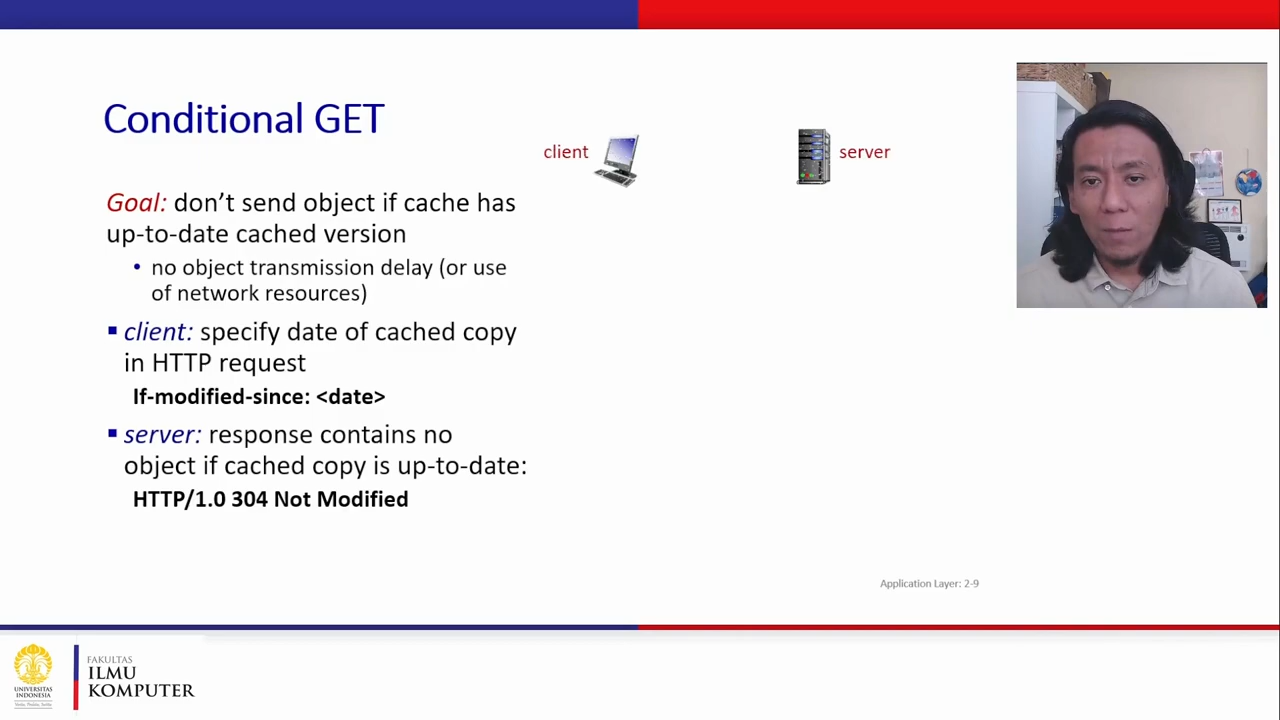 Conditional GET
client
server
Goal: don't send object if cache has
up-to-date cached version
• no object transmission delay (or use
of network resources)
▪ client: specify date of cached copy
in HTTP request
If-modified-since: <date>
▪ server: response contains no
object if cached copy is up-to-date:
HTTP/1.0 304 Not Modified
Application Layer: 2-9
UNIVERSITAS
INDONESIA
FAKULTAS
ILMU
KOMPUTER